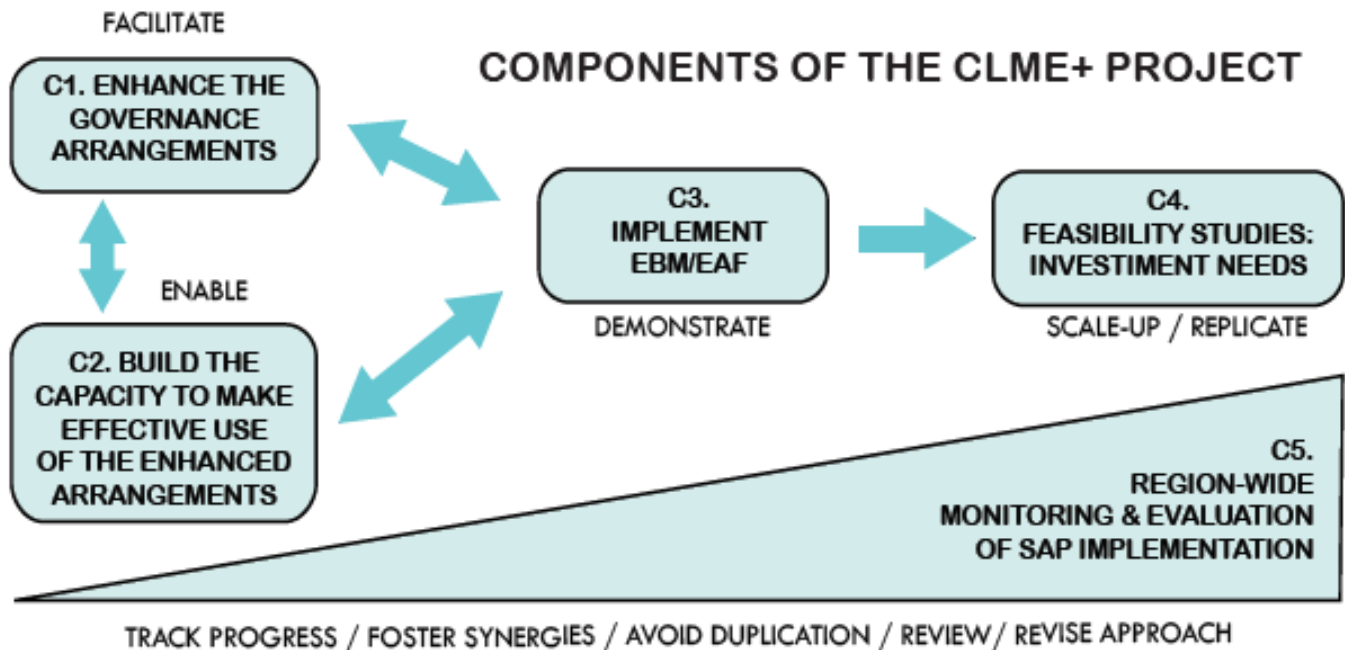 FACILITATE
COMPONENTS OF THE CLME+ PROJECT
C1. ENHANCE THE
GOVERNANCE
ARRANGEMENTS
C3.
IMPLEMENT
EBM/EAF
DEMONSTRATE
C4.
FEASIBILITY STUDIES:
INVESTIMENT NEEDS
SCALE-UP / REPLICATE
ENABLE
C2. BUILD THE
CAPACITY TO MAKE
EFFECTIVE USE
OF THE ENHANCED
ARRANGEMENTS
C5.
REGION-WIDE
MONITORING & EVALUATION
OF SAP IMPLEMENTATION
TRACK PROGRESS / FOSTER SYNERGIES / AVOID DUPLICATION / REVIEW/ REVISE APPROACH